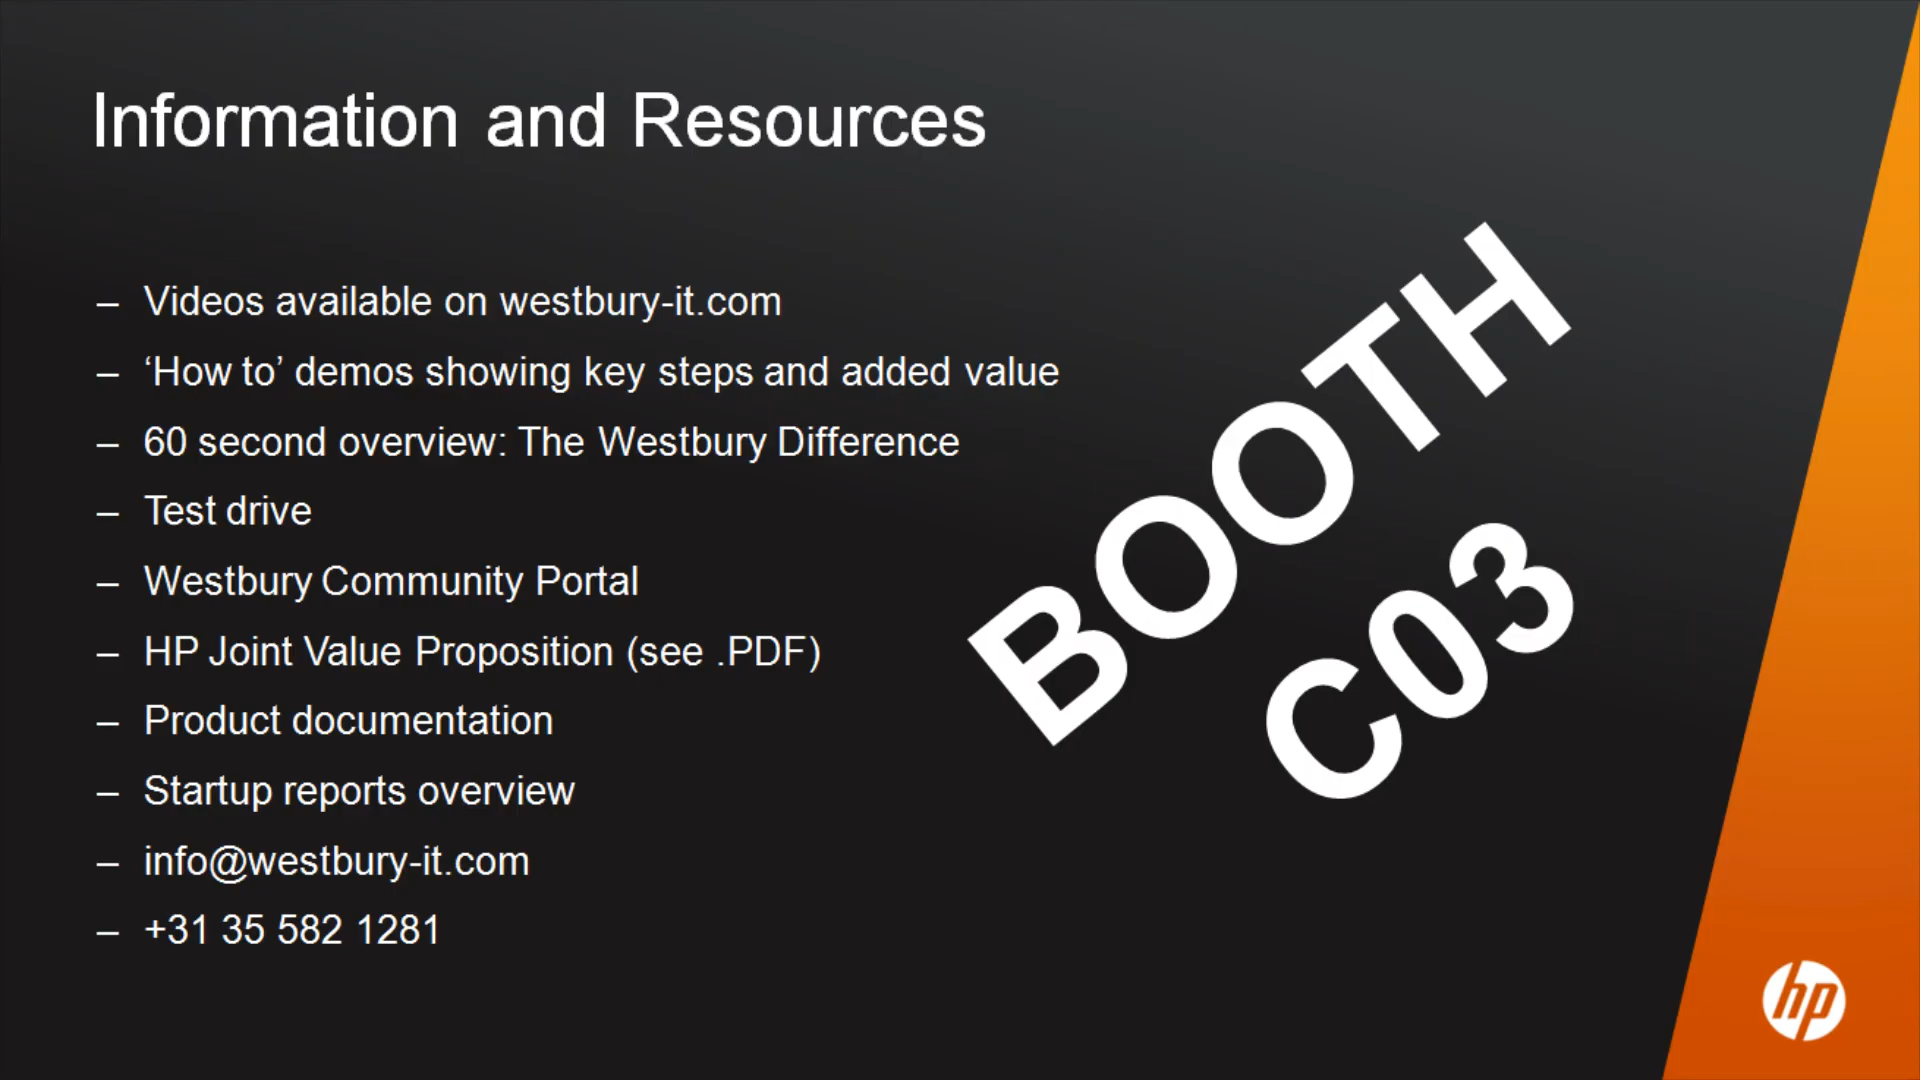 Information and Resources
– Videos available on westbury-it.com
– ‘How to’ demos showing key steps and added value
– 60 second overview: The Westbury Difference
– Test drive
– Westbury Community Portal
– HP Joint Value Proposition (see .PDF)
– Product documentation
– Startup reports overview
– info@westbury-it.com
– +31 35 582 1281
BOOTH
C03
hp